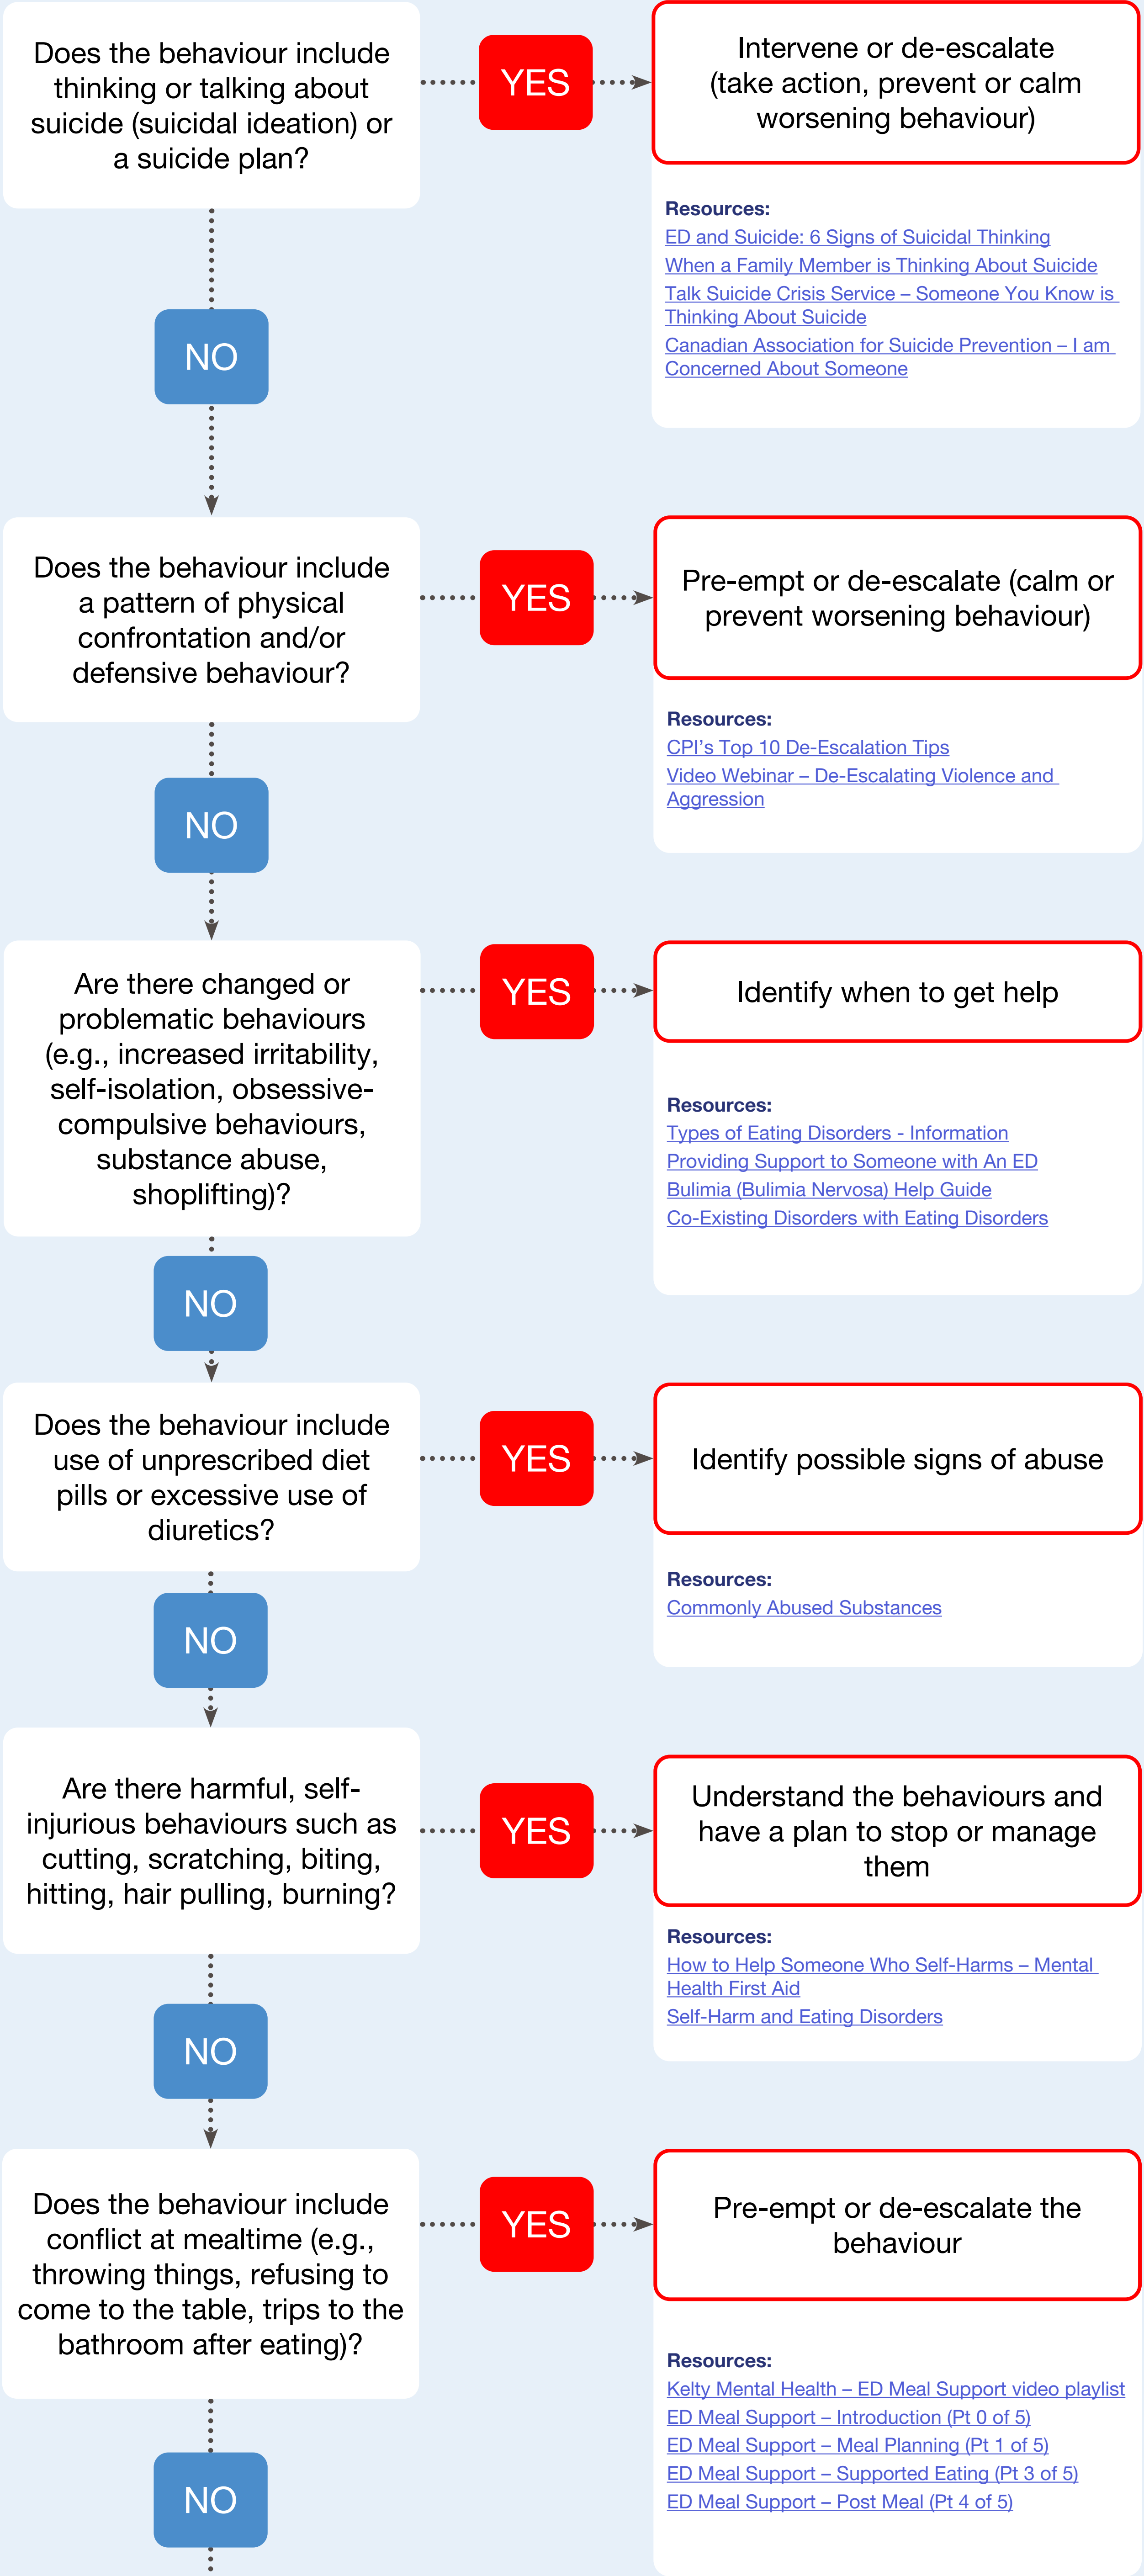 Does the behaviour include
thinking or talking about
suicide (suicidal ideation) or
a suicide plan?
YES
Intervene or de-escalate
(take action, prevent or calm
worsening behaviour)
Resources:
ED and Suicide: 6 Signs of Suicidal Thinking
When a Family Member is Thinking About Suicide
Talk Suicide Crisis Service – Someone You Know is
Thinking About Suicide
Canadian Association for Suicide Prevention – I am
Concerned About Someone
NO
Does the behaviour include
a pattern of physical
confrontation and/or
defensive behaviour?
YES
Pre-empt or de-escalate (calm or
prevent worsening behaviour)
Resources:
CPI’s Top 10 De-Escalation Tips
Video Webinar – De-Escalating Violence and
Aggression
NO
Are there changed or
problematic behaviours
(e.g., increased irritability,
self-isolation, obsessive-
compulsive behaviours,
substance abuse,
shoplifting)?
YES
Identify when to get help
Resources:
Types of Eating Disorders - Information
Providing Support to Someone with An ED
Bulimia (Bulimia Nervosa) Help Guide
Co-Existing Disorders with Eating Disorders
NO
Does the behaviour include
use of unprescribed diet
pills or excessive use of
diuretics?
YES
Identify possible signs of abuse
Resources:
Commonly Abused Substances
NO
Are there harmful, self-
injurious behaviours such as
cutting, scratching, biting,
hitting, hair pulling, burning?
YES
Understand the behaviours and
have a plan to stop or manage
them
Resources:
How to Help Someone Who Self-Harms – Mental
Health First Aid
Self-Harm and Eating Disorders
NO
Does the behaviour include
conflict at mealtime (e.g.,
throwing things, refusing to
come to the table, trips to the
bathroom after eating)?
YES
Pre-empt or de-escalate the
behaviour
Resources:
Kelty Mental Health – ED Meal Support video playlist
ED Meal Support – Introduction (Pt 0 of 5)
ED Meal Support – Meal Planning (Pt 1 of 5)
ED Meal Support – Supported Eating (Pt 3 of 5)
ED Meal Support – Post Meal (Pt 4 of 5)
NO